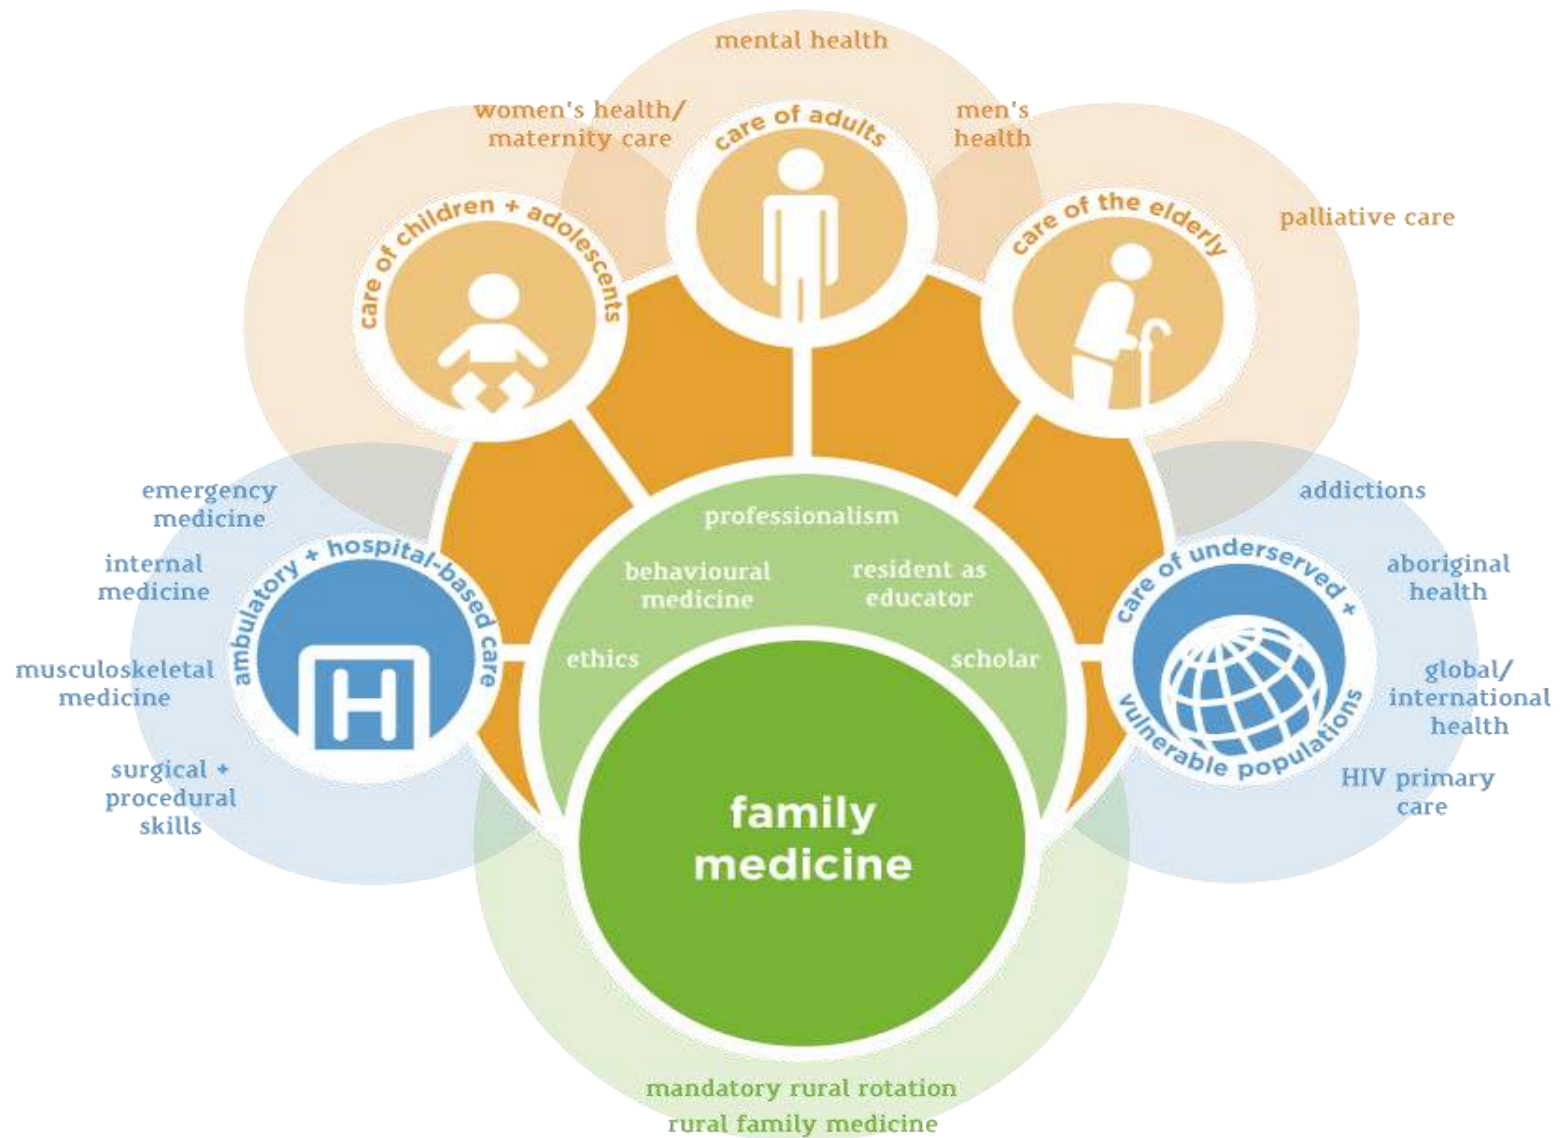 mental health
women's health/
maternity care
care of adults
men's
health
care of children + adolescents
care of the elderly
palliative care
emergency
medicine
internal
medicine
musculoskeletal
medicine
surgical +
procedural
skills
ambulatory + hospital-based care
H
professionalism
behavioural
medicine
resident as
educator
ethics
scholar
family
medicine
care of underserved +
vulnerable populations
addictions
aboriginal
health
global/
international
health
HIV primary
care
mandatory rural rotation
rural family medicine